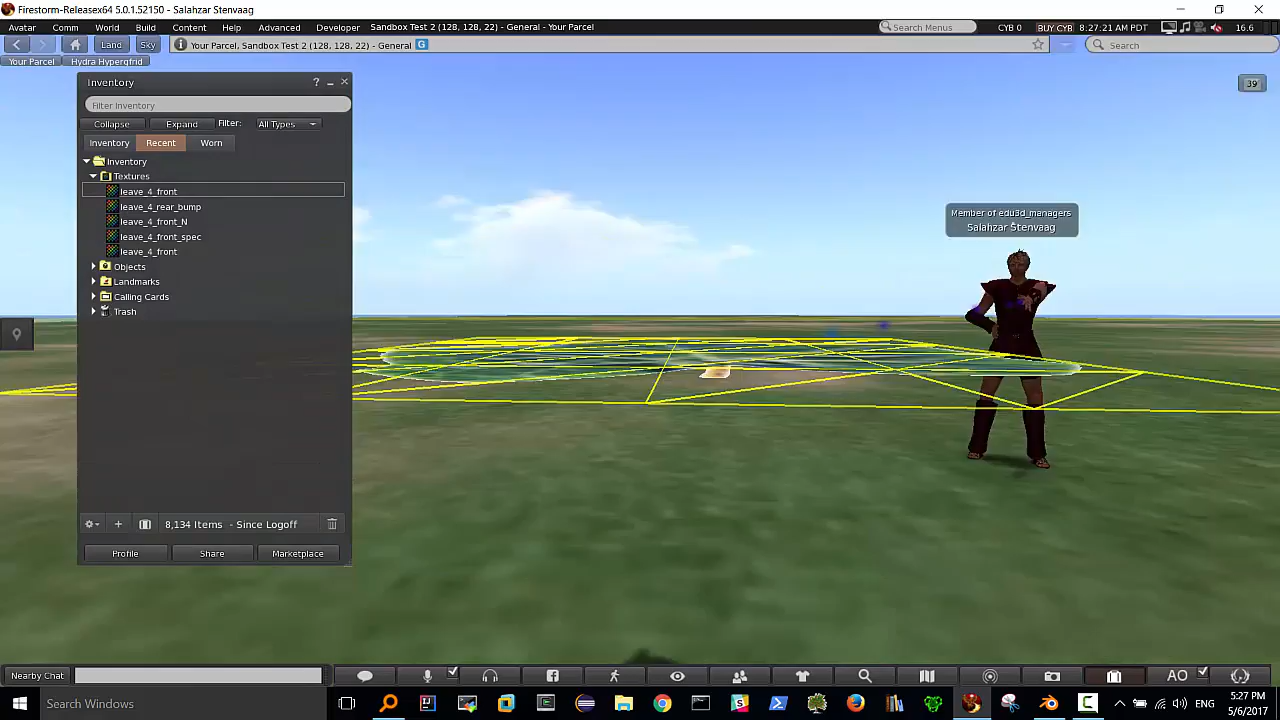 Firestorm-Releasex64 5.0.1.52150 - Salahzar Stenvaag
Avatar Comm World Build Content Help Advanced Developer Sandbox Test 2 (128, 128, 22) - General - Your Parcel Search Menus CYB 0 BUY CYB 8:27:21 AM PDT 16.6
Land Sky Your Parcel, Sandbox Test 2 (128, 128, 22) - General G Search
Your Parcel Hydra Hypergrid
Inventory ?
39
Filter Inventory
Collapse Expand Filter: All Types
Inventory Recent Worn
Inventory
Textures
leave_4_front
leave_4_rear_bump
leave_4_front_N
leave_4_front_spec
leave_4_front
Objects
Landmarks
Calling Cards
Trash
Member of edu3d_managers
Salahzar Stenvaag
8,134 Items - Since Logoff
Profile Share Marketplace
Nearby Chat AO
Search Windows ENG
5:27 PM
5/6/2017